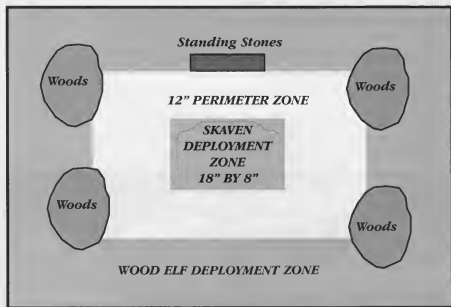 Standing Stones
Woods
Woods
12" PERIMETER ZONE
SKAVEN
DEPLOYMENT
ZONE
18" BY 8"
Woods
Woods
WOOD ELF DEPLOYMENT ZONE